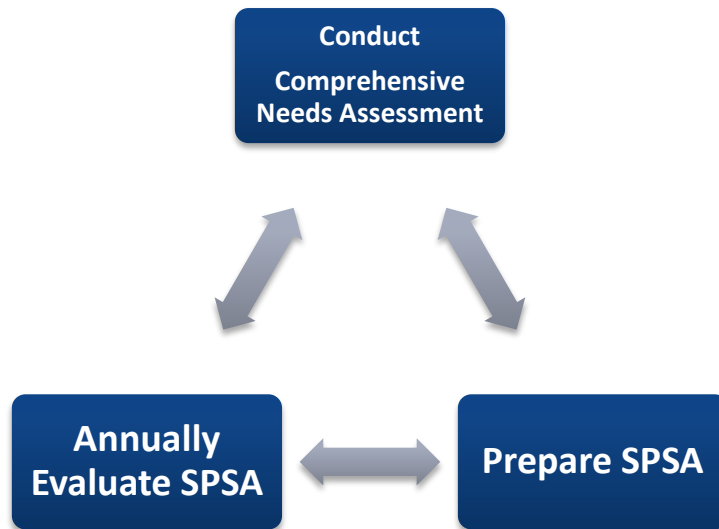 Conduct
Comprehensive
Needs Assessment
Annually
Evaluate SPSA
Prepare SPSA